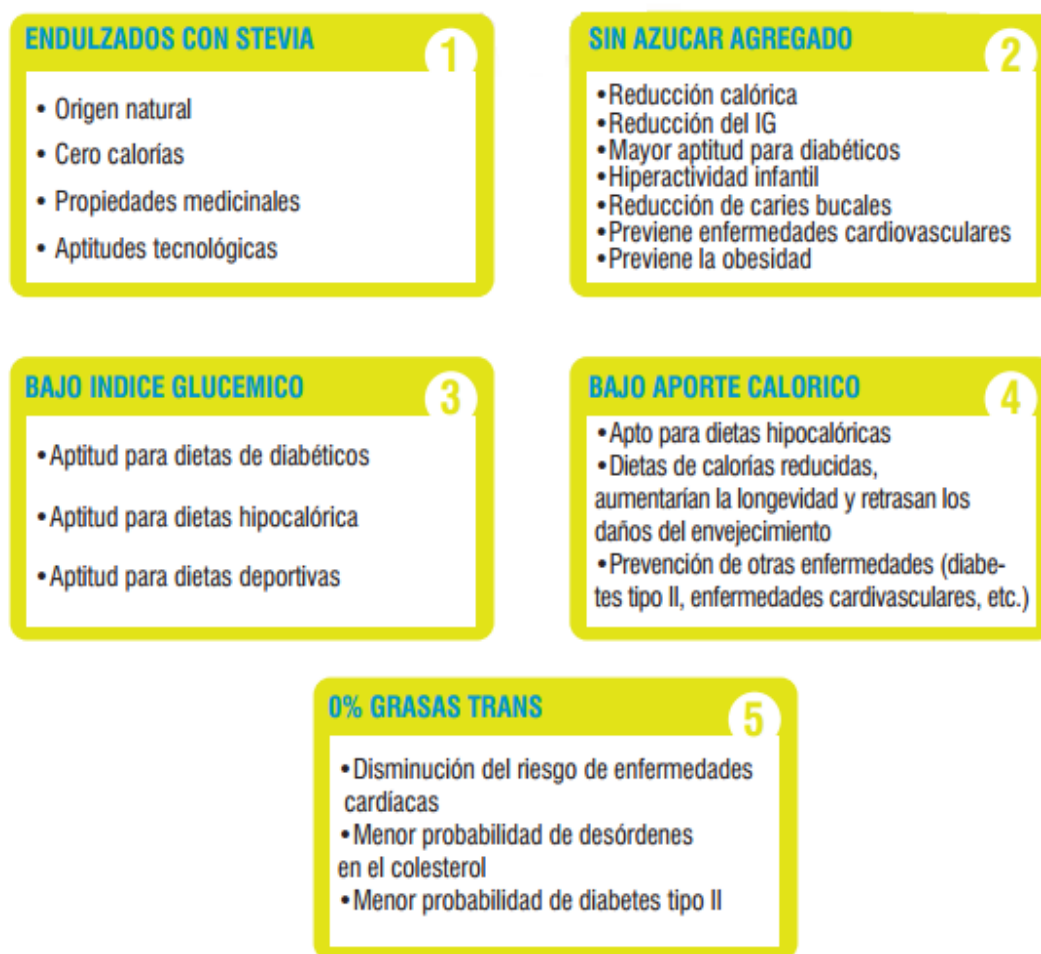 ENDULZADOS CON STEVIA
1
• Origen natural
• Cero calorías
• Propiedades medicinales
• Aptitudes tecnológicas
SIN AZUCAR AGREGADO
2
•Reducción calórica
•Reducción del IG
•Mayor aptitud para diabéticos
•Hiperactividad infantil
•Reducción de caries bucales
•Previene enfermedades cardiovasculares
•Previene la obesidad
BAJO INDICE GLUCEMICO
3
•Aptitud para dietas de diabéticos
•Aptitud para dietas hipocalórica
•Aptitud para dietas deportivas
BAJO APORTE CALORICO
4
•Apto para dietas hipocalóricas
•Dietas de calorías reducidas,
aumentarían la longevidad y retrasan los
daños del envejecimiento
•Prevención de otras enfermedades (diabe-
tes tipo II, enfermedades cardivasculares, etc.)
0% GRASAS TRANS
5
•Disminución del riesgo de enfermedades
cardíacas
•Menor probabilidad de desórdenes
en el colesterol
•Menor probabilidad de diabetes tipo II